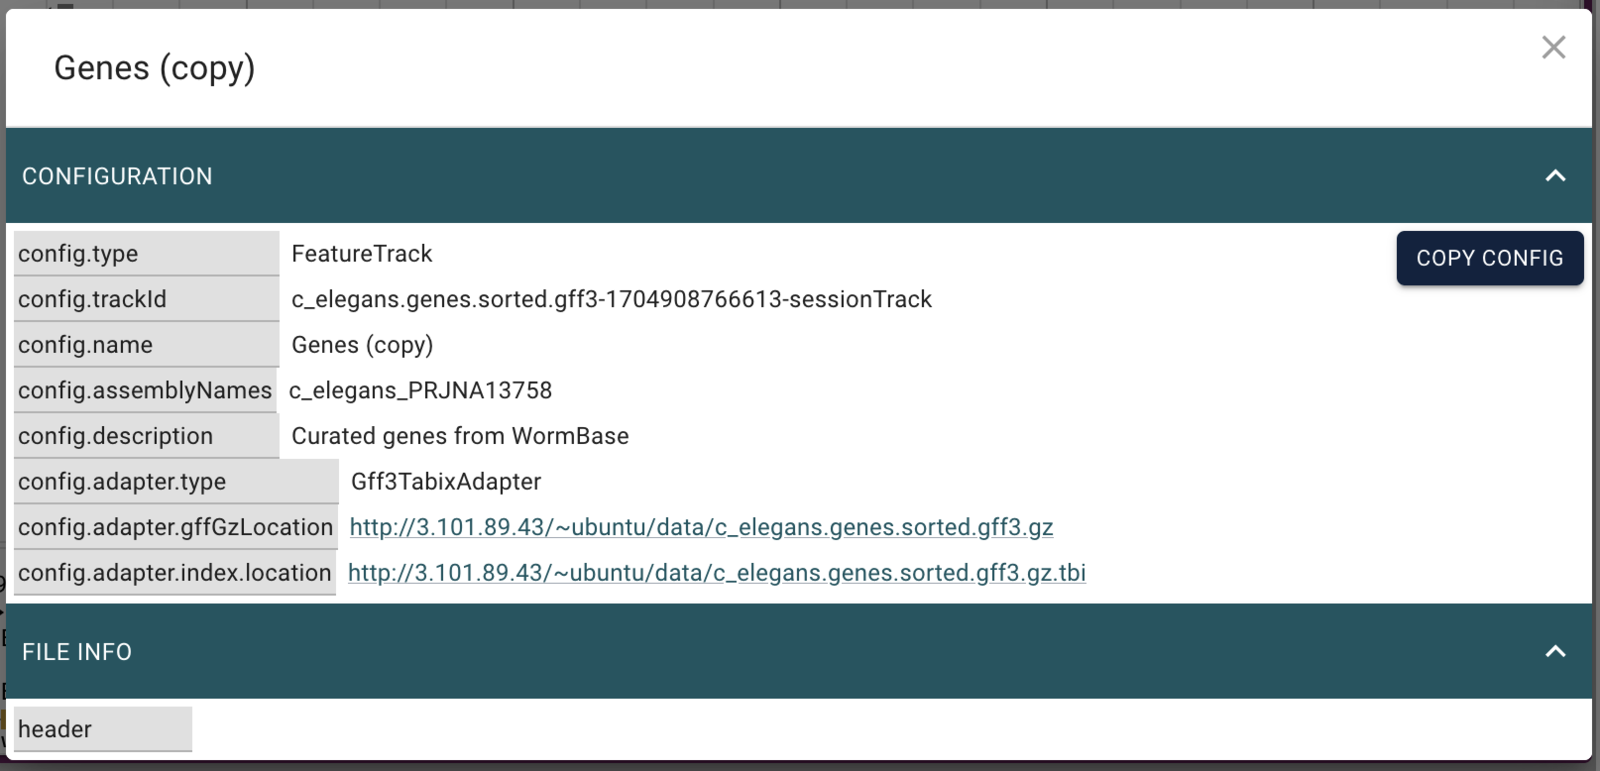 Genes (copy)
CONFIGURATION
COPY CONFIG
config.type FeatureTrack
config.trackId c_elegans.genes.sorted.gff3-1704908766613-sessionTrack
config.name Genes (copy)
config.assemblyNames c_elegans_PRJNA13758
config.description Curated genes from WormBase
config.adapter.type Gff3TabixAdapter
config.adapter.gffGzLocation http://3.101.89.43/~ubuntu/data/c_elegans.genes.sorted.gff3.gz
config.adapter.index.location http://3.101.89.43/~ubuntu/data/c_elegans.genes.sorted.gff3.gz.tbi
FILE INFO
header